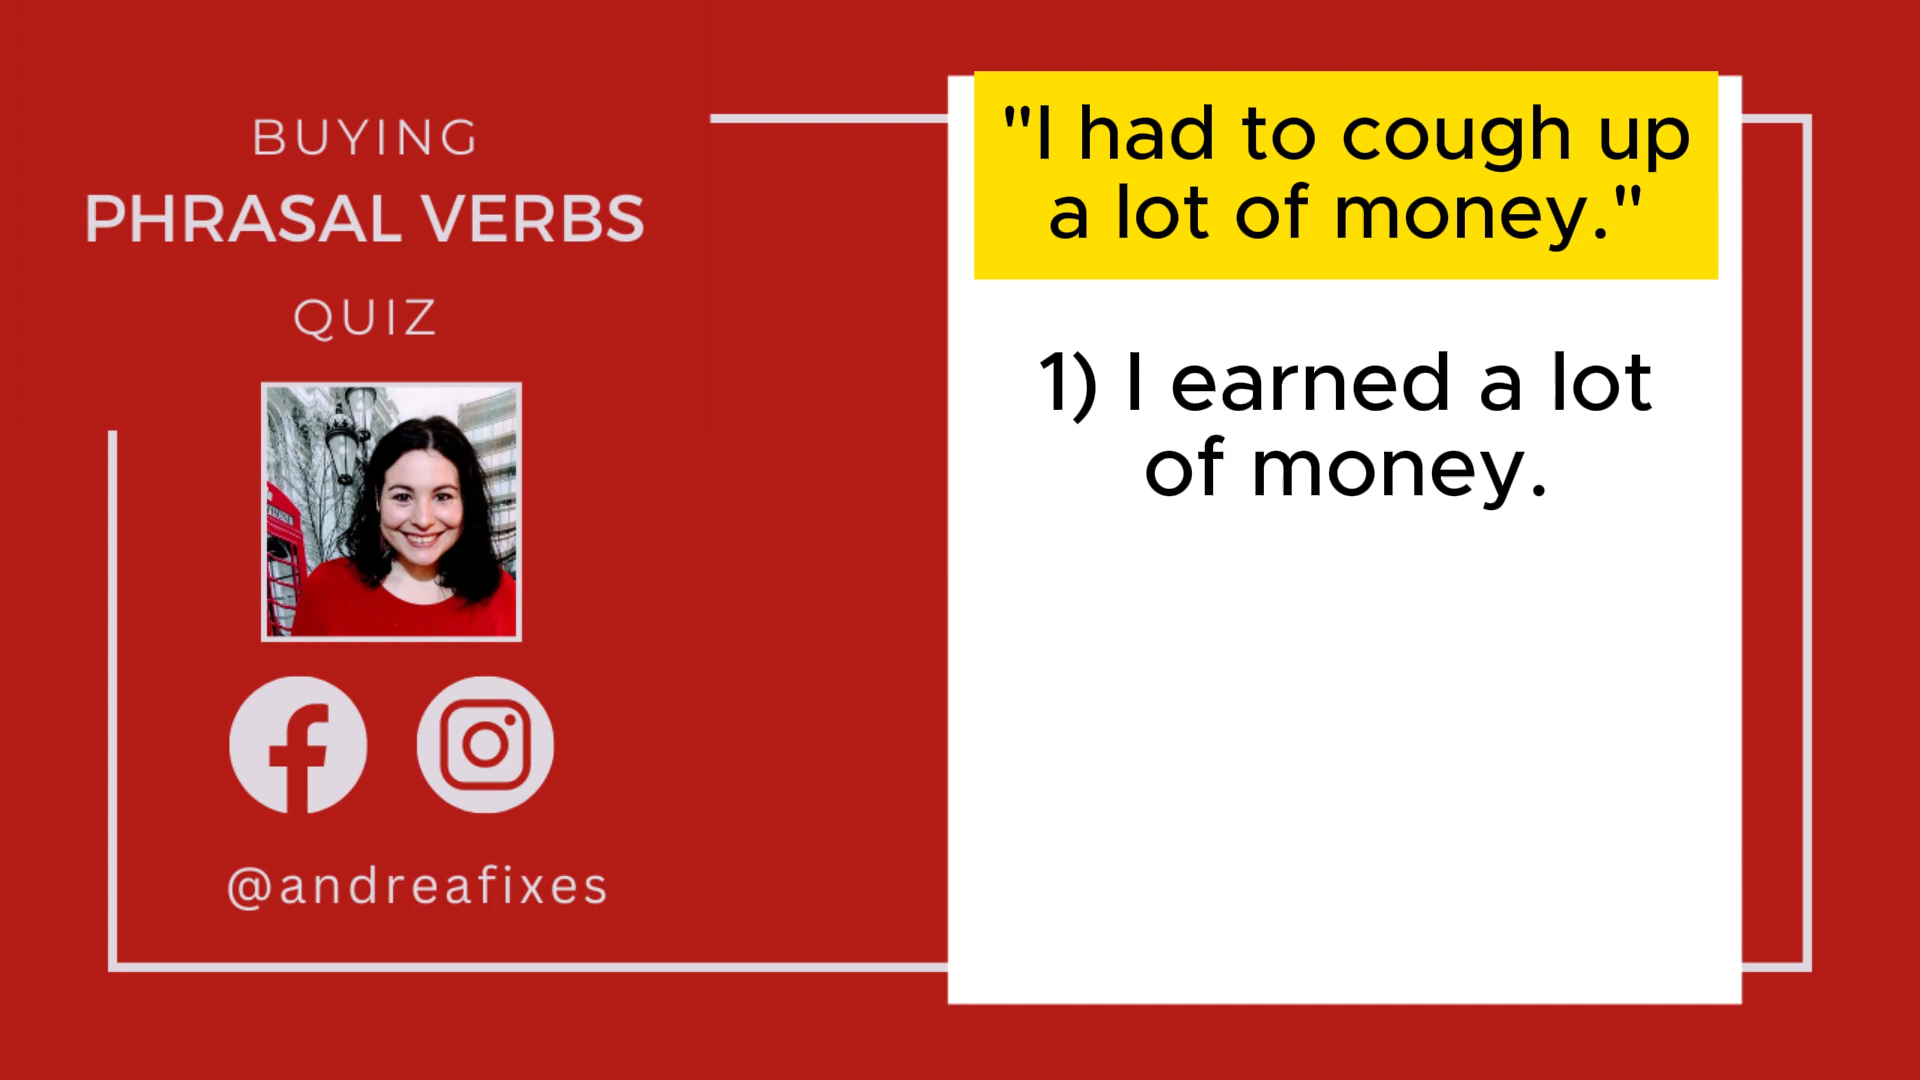 BUYING
PHRASAL VERBS
QUIZ
@andreafixes
"I had to cough up
a lot of money."
1) I earned a lot
of money.